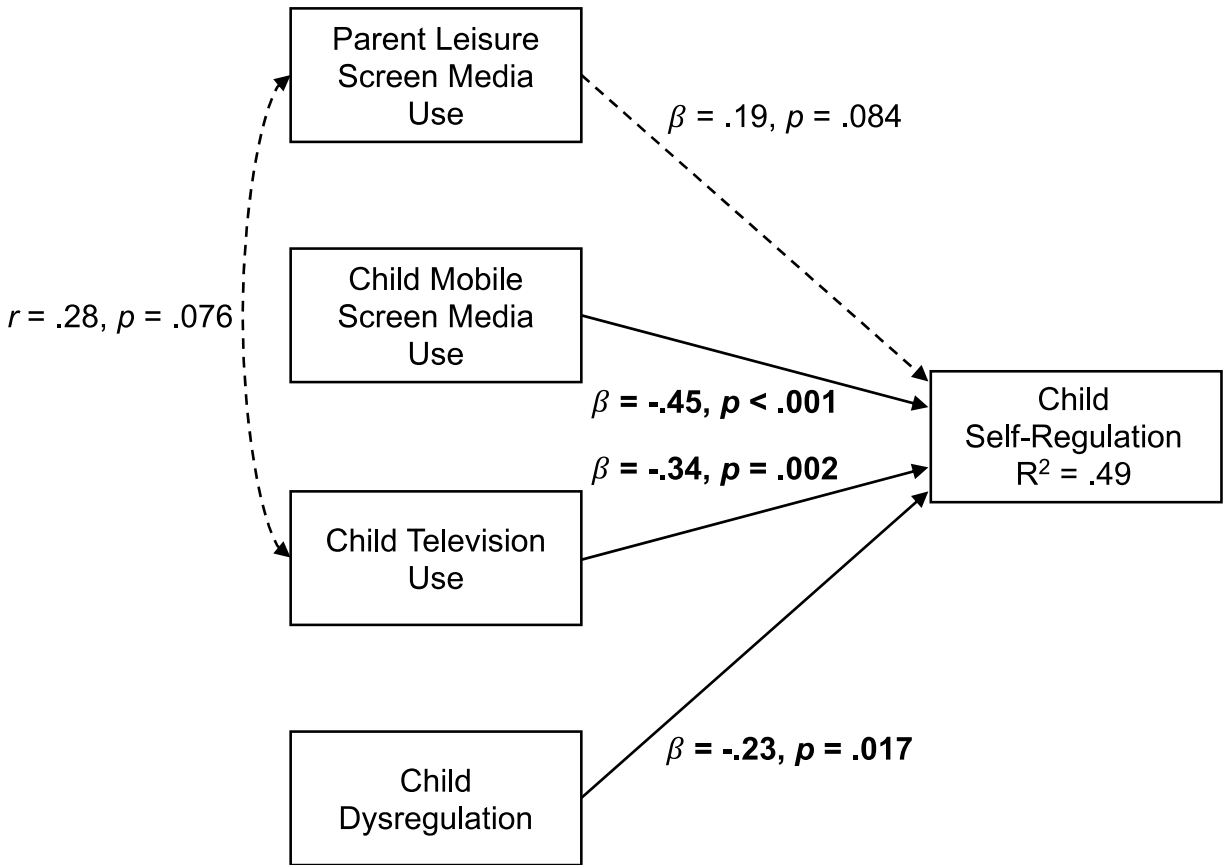 Parent Leisure
Screen Media
Use
β = .19, p = .084
Child Mobile
Screen Media
Use
r = .28, p = .076
β = -.45, p < .001
Child
Self-Regulation
R² = .49
β = -.34, p = .002
Child Television
Use
β = -.23, p = .017
Child
Dysregulation